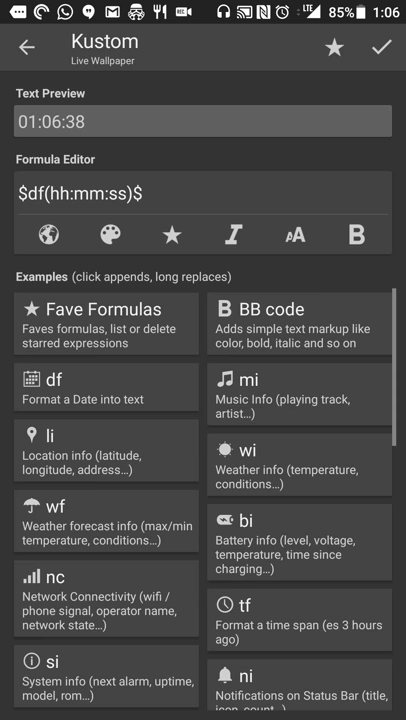 LTE 85% 1:06
Kustom
Live Wallpaper
Text Preview
01:06:38
Formula Editor
$df(hh:mm:ss)$
I AA B
Examples (click appends, long replaces)
Fave Formulas
Faves formulas, list or delete
starred expressions
B BB code
Adds simple text markup like
color, bold, italic and so on
df
Format a Date into text
mi
Music Info (playing track,
artist...)
li
Location info (latitude,
longitude, address...)
wi
Weather info (temperature,
conditions...)
wf
Weather forecast info (max/min
temperature, conditions...)
bi
Battery info (level, voltage,
temperature, time since
charging...)
nc
Network Connectivity (wifi /
phone signal, operator name,
network state...)
tf
Format a time span (es 3 hours
ago)
si
System info (next alarm, uptime,
model, rom...)
ni
Notifications on Status Bar (title,
icon, count...)